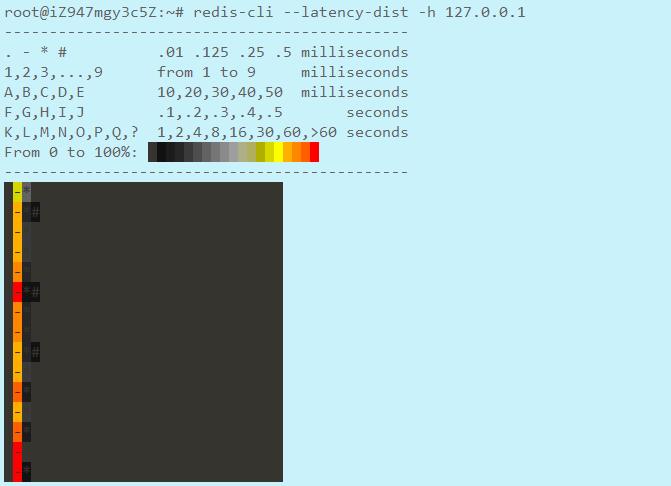 root@iZ947mgy3c5Z:~# redis-cli --latency-dist -h 127.0.0.1
---------------------------------------------
. - * #          .01 .125 .25 .5 milliseconds
1,2,3,...,9      from 1 to 9     milliseconds
A,B,C,D,E        10,20,30,40,50  milliseconds
F,G,H,I,J        .1,.2,.3,.4,.5       seconds
K,L,M,N,O,P,Q,?  1,2,4,8,16,30,60,>60 seconds
From 0 to 100%:
---------------------------------------------
-*
-*#
-
-
-*
-*#
-*
-*
-*#
-
-*
-
-*
-
-*